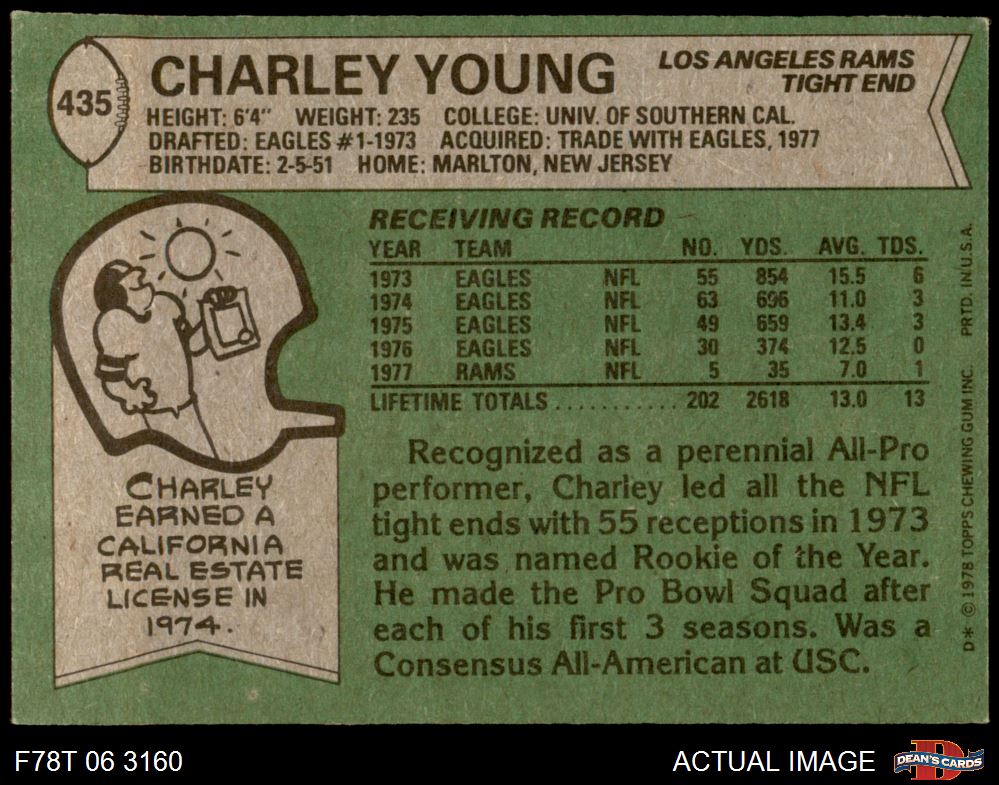 435
CHARLEY YOUNG
LOS ANGELES RAMS
TIGHT END
HEIGHT: 6'4" WEIGHT: 235 COLLEGE: UNIV. OF SOUTHERN CAL.
DRAFTED: EAGLES #1-1973 ACQUIRED: TRADE WITH EAGLES, 1977
BIRTHDATE: 2-5-51 HOME: MARLTON, NEW JERSEY
RECEIVING RECORD
YEAR TEAM NO. YDS. AVG. TDS.
1973 EAGLES NFL 55 854 15.5 6
1974 EAGLES NFL 63 696 11.0 3
1975 EAGLES NFL 49 659 13.4 3
1976 EAGLES NFL 30 374 12.5 0
1977 RAMS NFL 5 35 7.0 1
LIFETIME TOTALS........... 202 2618 13.0 13
CHARLEY
EARNED A
CALIFORNIA
REAL ESTATE
LICENSE IN
1974.
Recognized as a perennial All-Pro
performer, Charley led all the NFL
tight ends with 55 receptions in 1973
and was named Rookie of the Year.
He made the Pro Bowl Squad after
each of his first 3 seasons. Was a
Consensus All-American at USC.
D* © 1978 TOPPS CHEWING GUM INC. PRTD. IN U.S.A.
F78T 06 3160
ACTUAL IMAGE
D
DEAN'S CARDS